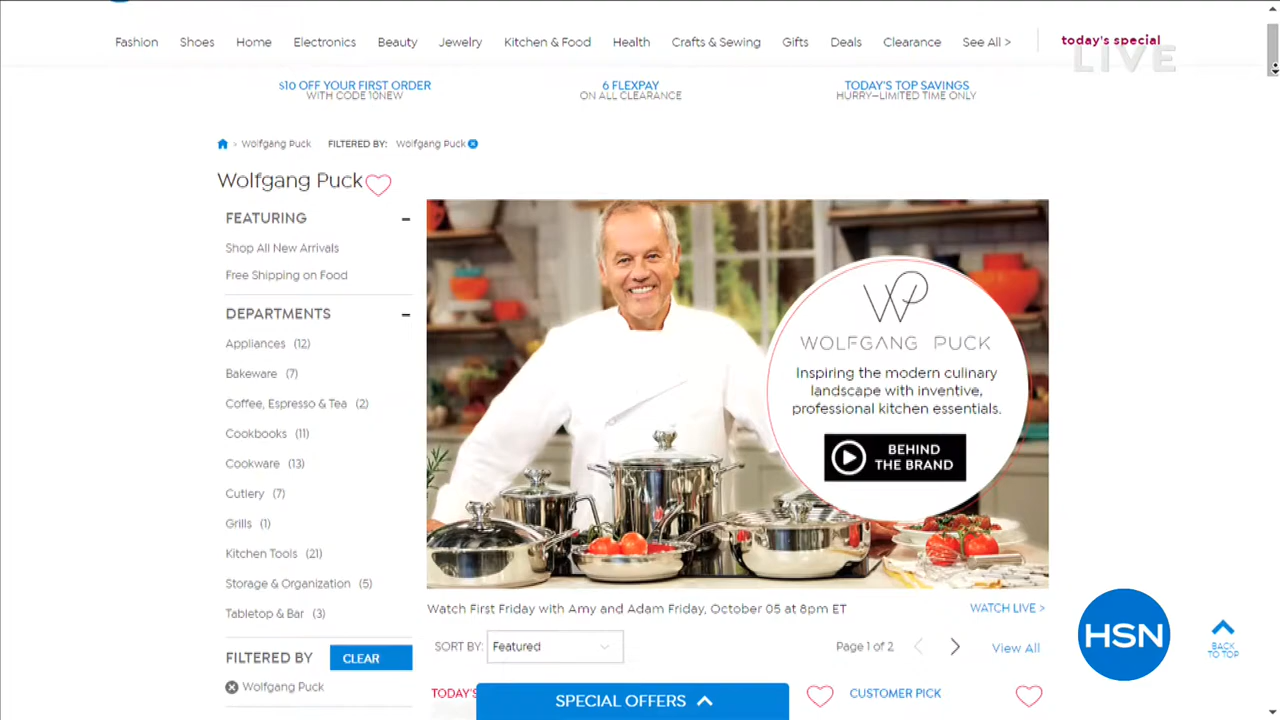 Fashion Shoes Home Electronics Beauty Jewelry Kitchen & Food Health Crafts & Sewing Gifts Deals Clearance See All > today's special
LIVE
$10 OFF YOUR FIRST ORDER
WITH CODE 10NEW
6 FLEXPAY
ON ALL CLEARANCE
TODAY'S TOP SAVINGS
HURRY—LIMITED TIME ONLY
› Wolfgang Puck FILTERED BY: Wolfgang Puck
Wolfgang Puck
FEATURING
Shop All New Arrivals
Free Shipping on Food
DEPARTMENTS
Appliances (12)
Bakeware (7)
Coffee, Espresso & Tea (2)
Cookbooks (11)
Cookware (13)
Cutlery (7)
Grills (1)
Kitchen Tools (21)
Storage & Organization (5)
Tabletop & Bar (3)
FILTERED BY CLEAR
Wolfgang Puck
WP
WOLFGANG PUCK
Inspiring the modern culinary
landscape with inventive,
professional kitchen essentials.
BEHIND
THE BRAND
Watch First Friday with Amy and Adam Friday, October 05 at 8pm ET WATCH LIVE >
SORT BY: Featured Page 1 of 2 View All
TODAY'S CUSTOMER PICK
SPECIAL OFFERS
HSN
BACK
TO TOP